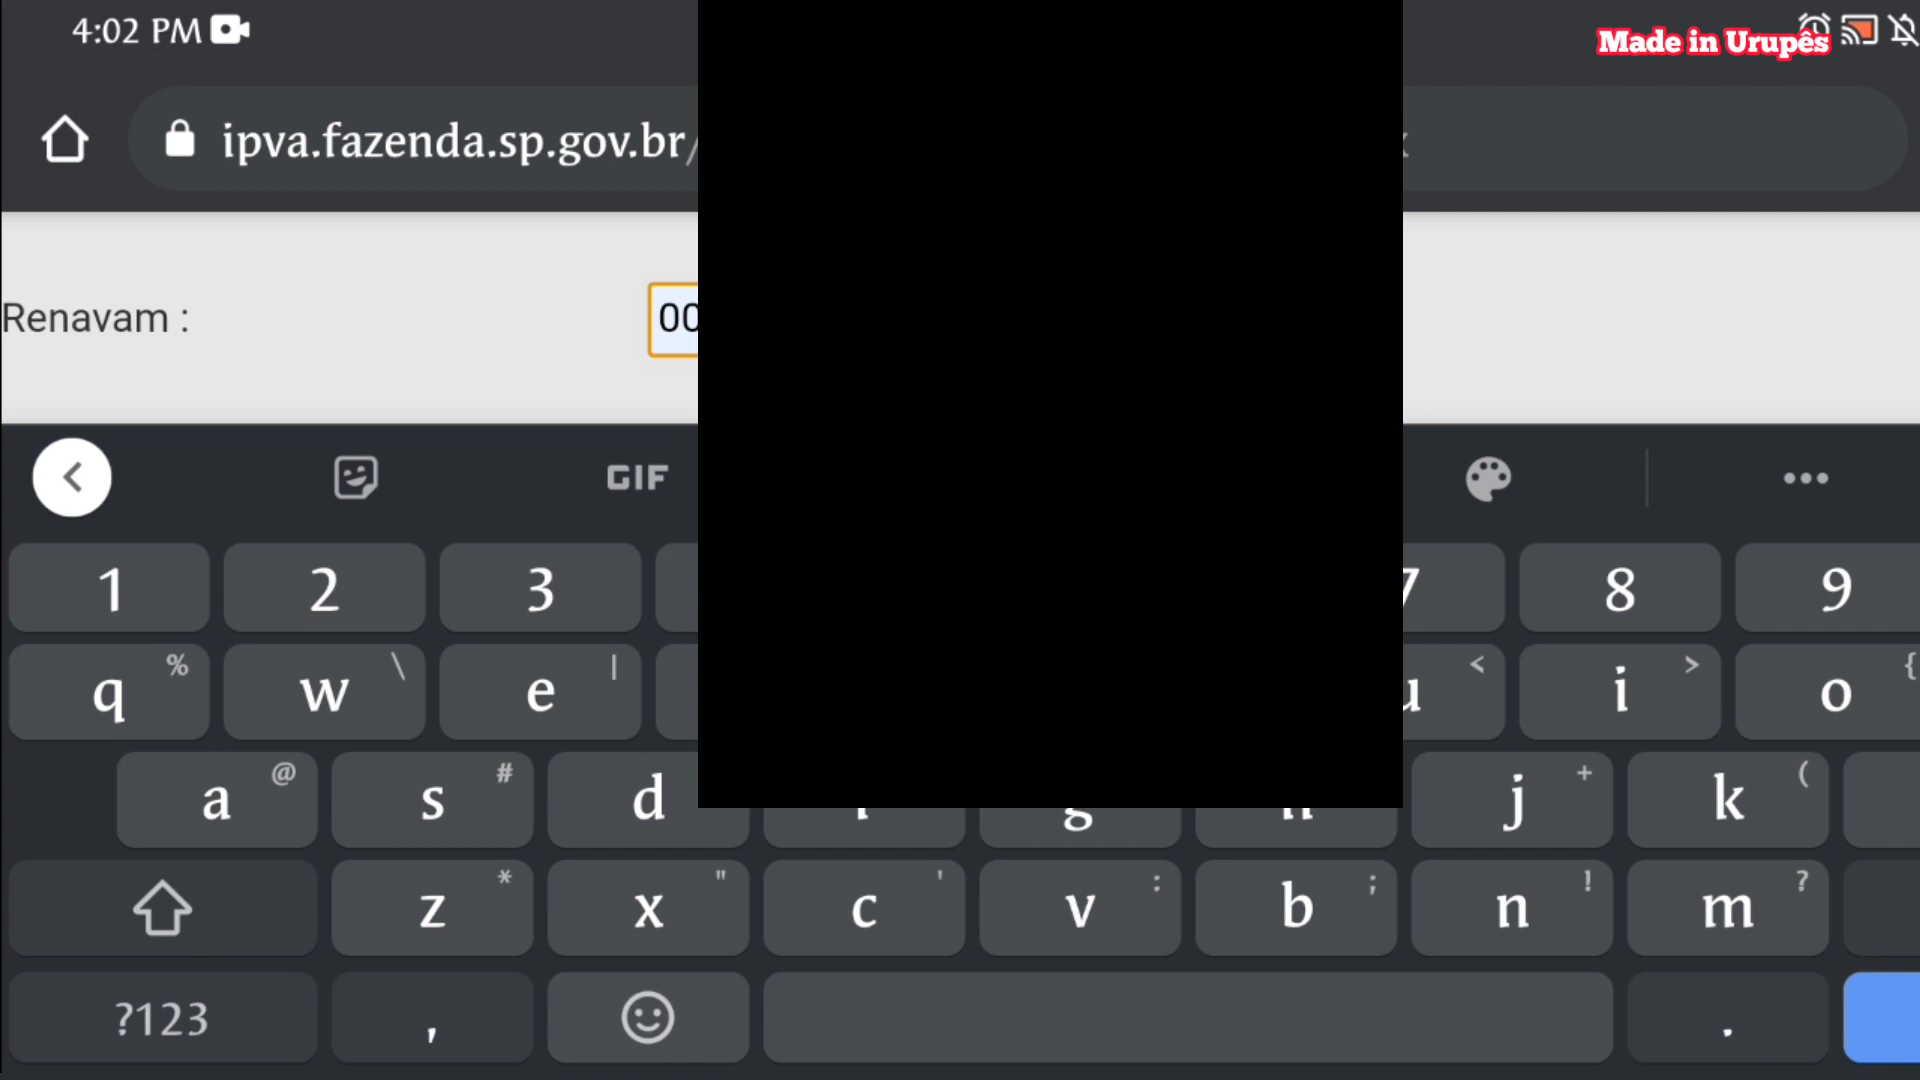 4:02 PM
Made in Urupês
ipva.fazenda.sp.gov.br/
Renavam : 00
GIF
1 2 3 7 8 9
q % w \ e | u < i > o {
a @ s # d g h j + k (
z * x " c ' v : b ; n ! m ?
?123 , .